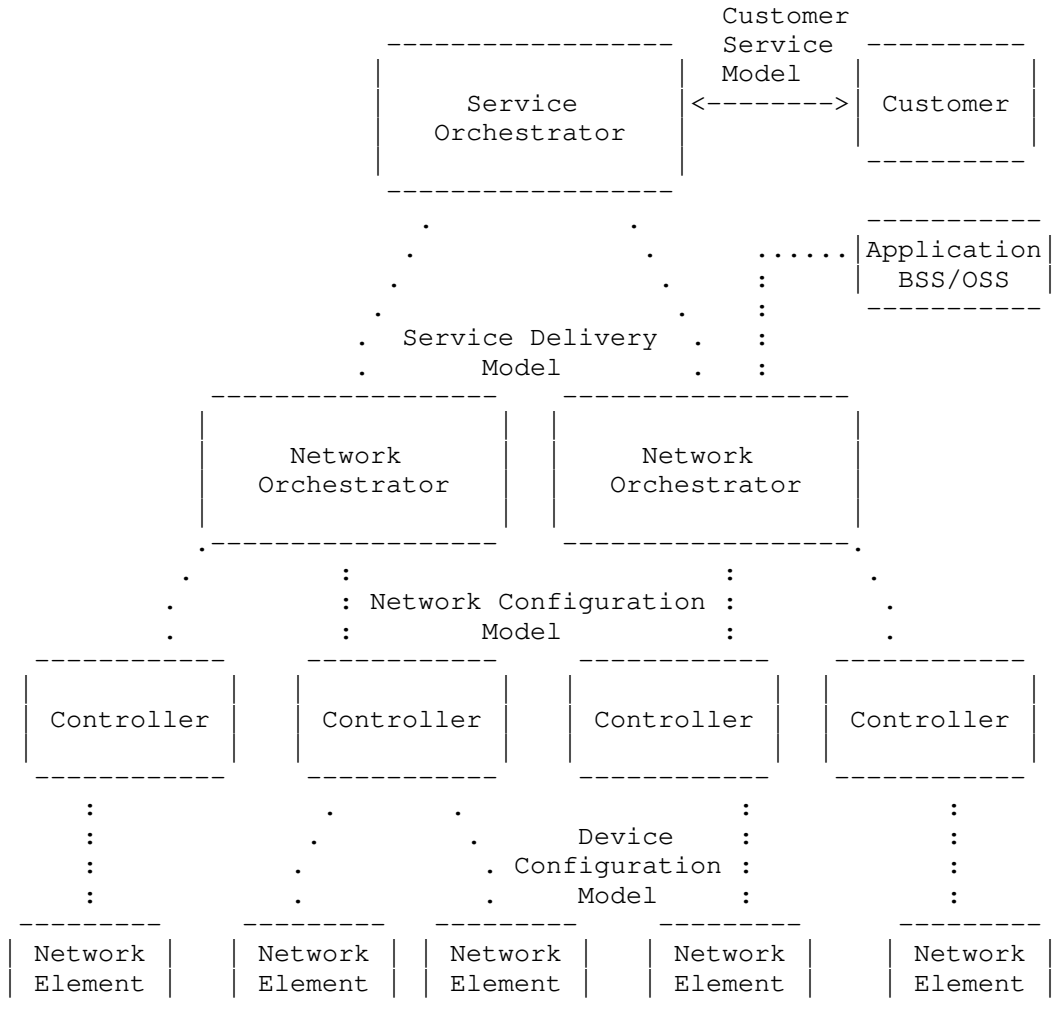 Customer
Service
Model
Service
Orchestrator
Customer
Application
BSS/OSS
Service Delivery
Model
Network
Orchestrator
Network
Orchestrator
Network Configuration
Model
Controller
Controller
Controller
Controller
Device
Configuration
Model
Network
Element
Network
Element
Network
Element
Network
Element
Network
Element